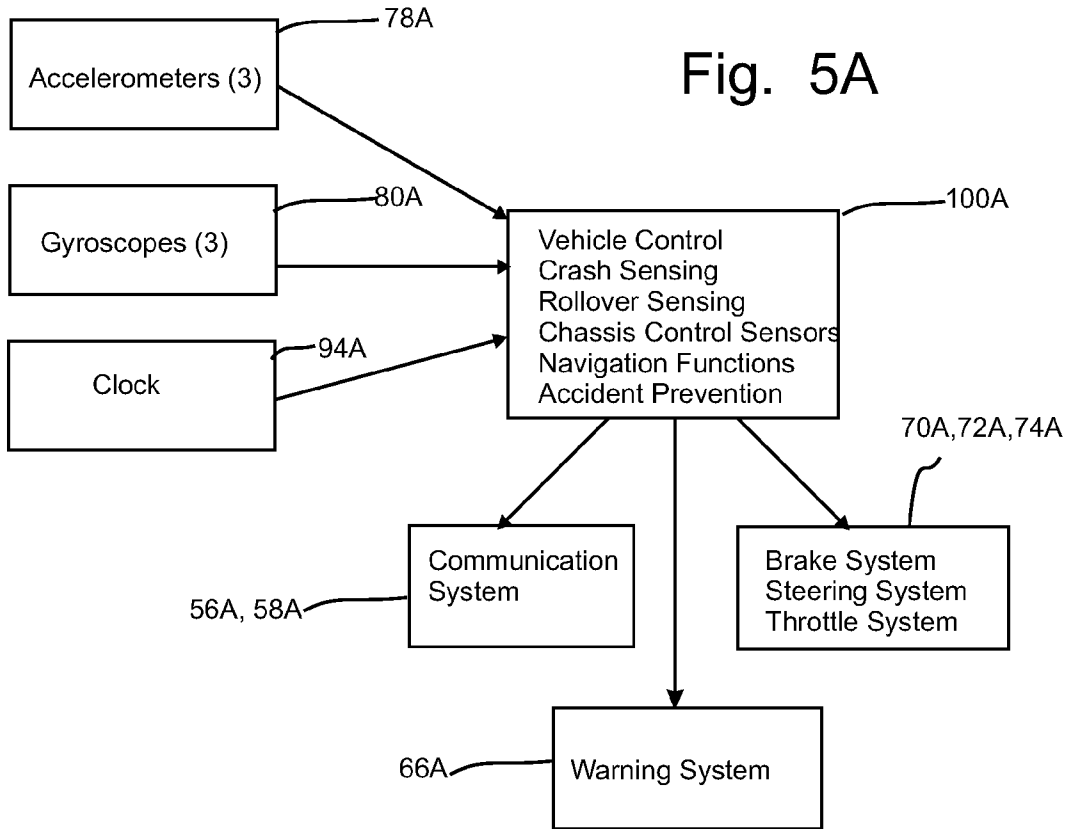 78A
Accelerometers (3)
Fig. 5A
80A
Gyroscopes (3)
100A
Vehicle Control
Crash Sensing
Rollover Sensing
Chassis Control Sensors
Navigation Functions
Accident Prevention
94A
Clock
70A,72A,74A
Communication
System
56A, 58A
Brake System
Steering System
Throttle System
66A
Warning System